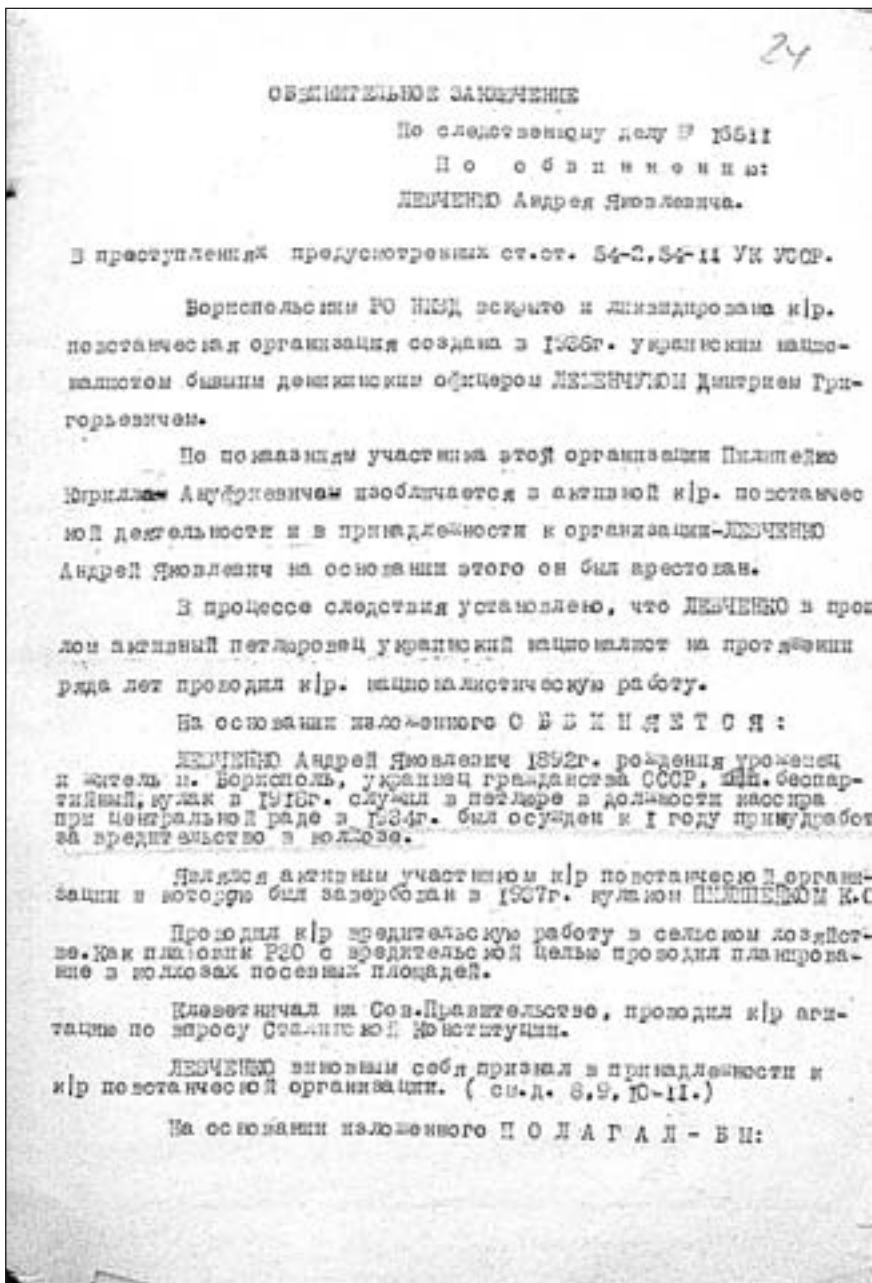 24
ОБВИНИТЕЛЬНОЕ ЗАКЛЮЧЕНИЕ
По следственному делу № 16511
П о о б в и н е н и ю:
ЛЕВЧЕНКО Андрея Яковлевича.
В преступлениях предусмотренных ст.ст. 54-2,54-11 УК УССР.
Бориспольским РО НКВД вскрыто и ликвидирована к|р.
повстанческая организация создана в 1936г. украинским нацио-
налистом бывшим деникинским офицером Дмитрием Гри-
горьевичем.
По показаниям участника этой организации Пилипейко
Кириллам Ануфриевичем изобличается в активной к|р. повстанчес
кой деятельности и в принадлежности к организации-ЛЕВЧЕНКО
Андрей Яковлевич на основании этого он был арестован.
В процессе следствия установлено, что ЛЕВЧЕНКО в прош
лом активный петлюровец украинский националист на протяжении
ряда лет проводил к|р. националистическую работу.
На основании изложенного О Б В И Н Я Е Т С Я :
ЛЕВЧЕНКО Андрей Яковлевич 1892г. рождения уроженец
и житель м. Борисполь, украинец гражданства СССР, беспар-
тийный, кулак в 1918г. служил в петлюре в должности кассира
при центральной раде в 1934г. был осужден к I году принудработ
за вредительство в колхозе.
Являлся активным участником к|р повстанческой органи-
зации в которую был завербован в 1937г. кулаком К.С
Проводил к|р вредительскую работу в сельском хозяйст-
ве. Как плановик РЗО с вредительской целью проводил планирова-
ние в колхозах посевных площадей.
Клеветничал на Сов.Правительство, проводил к|р аги-
тацию по впросу Сталинской Конституции.
ЛЕВЧЕНКО виновным себя признал в принадлежности к
к|р повстанческой организации. ( см.д. 8,9,10-11.)
На основании изложенного П О Л А Г А Л - Б Ы: